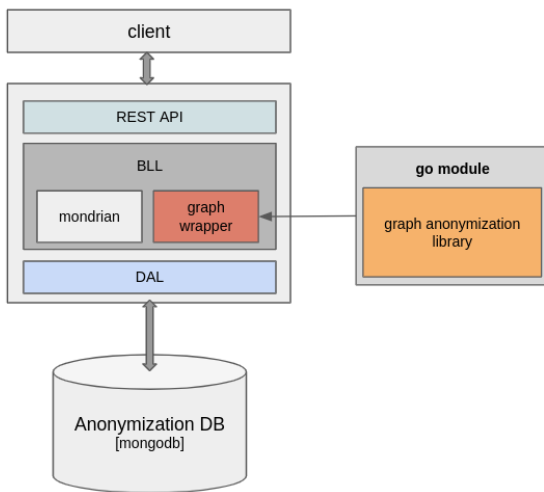 client
REST API
BLL
mondrian
graph
wrapper
DAL
go module
graph anonymization
library
Anonymization DB
[mongodb]